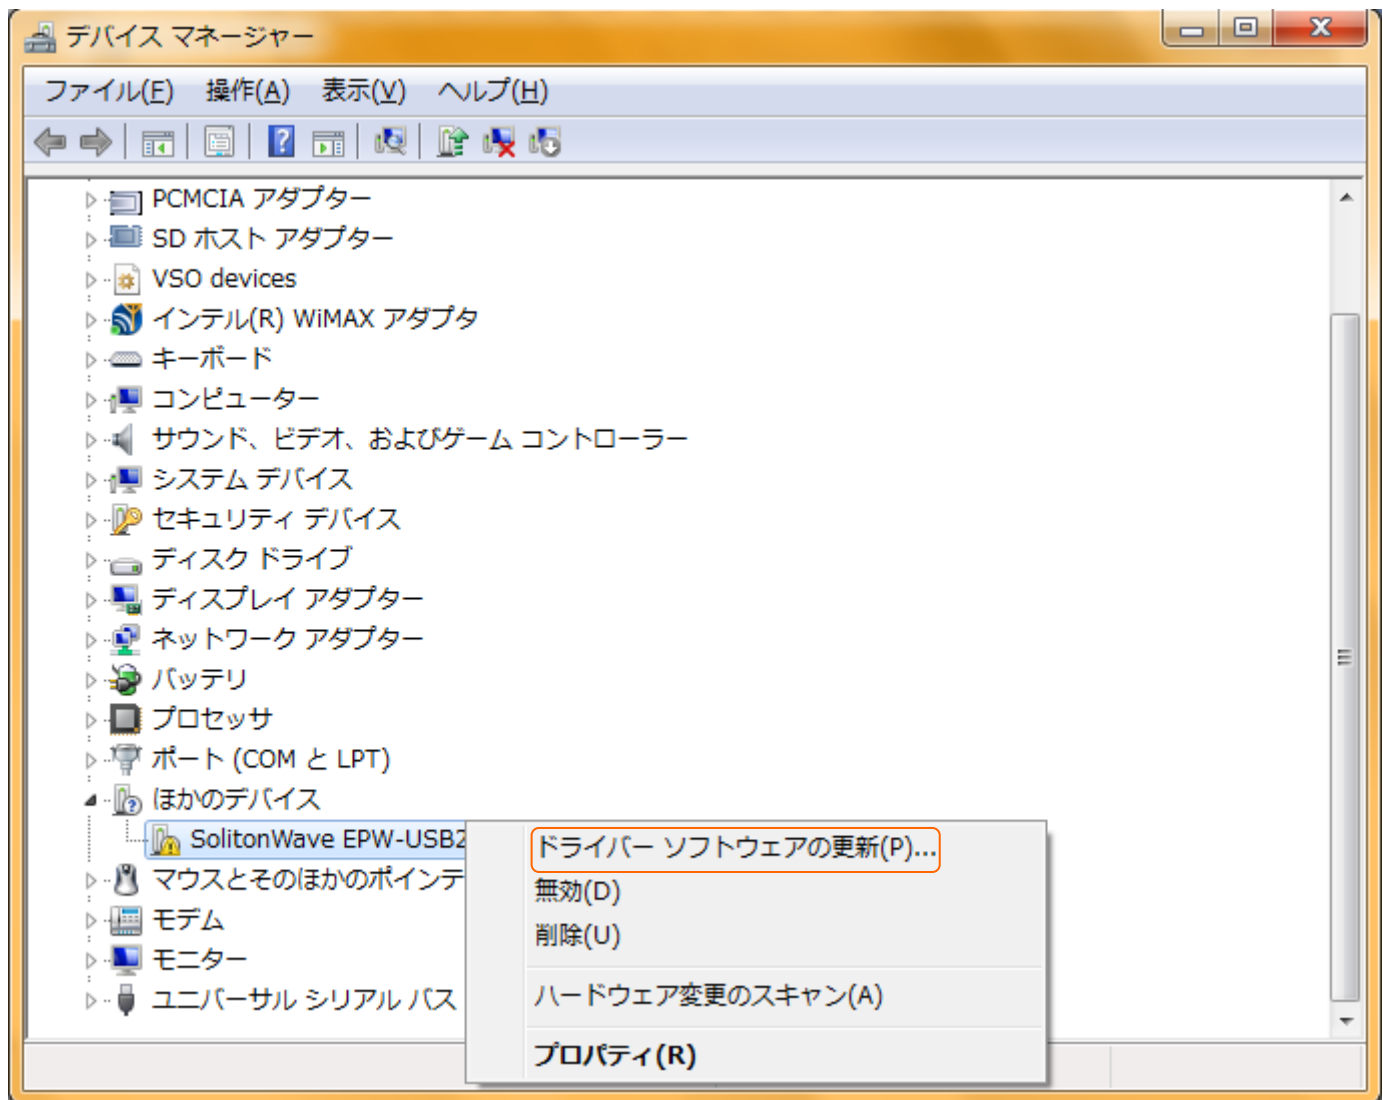 デバイス マネージャー
ファイル(F) 操作(A) 表示(V) ヘルプ(H)
PCMCIA アダプター
SD ホスト アダプター
VSO devices
インテル(R) WiMAX アダプタ
キーボード
コンピューター
サウンド、ビデオ、およびゲーム コントローラー
システム デバイス
セキュリティ デバイス
ディスク ドライブ
ディスプレイ アダプター
ネットワーク アダプター
バッテリ
プロセッサ
ポート (COM と LPT)
ほかのデバイス
SolitonWave EPW-USB2
マウスとそのほかのポインテ
モデム
モニター
ユニバーサル シリアル バス
ドライバー ソフトウェアの更新(P)...
無効(D)
削除(U)
ハードウェア変更のスキャン(A)
プロパティ(R)